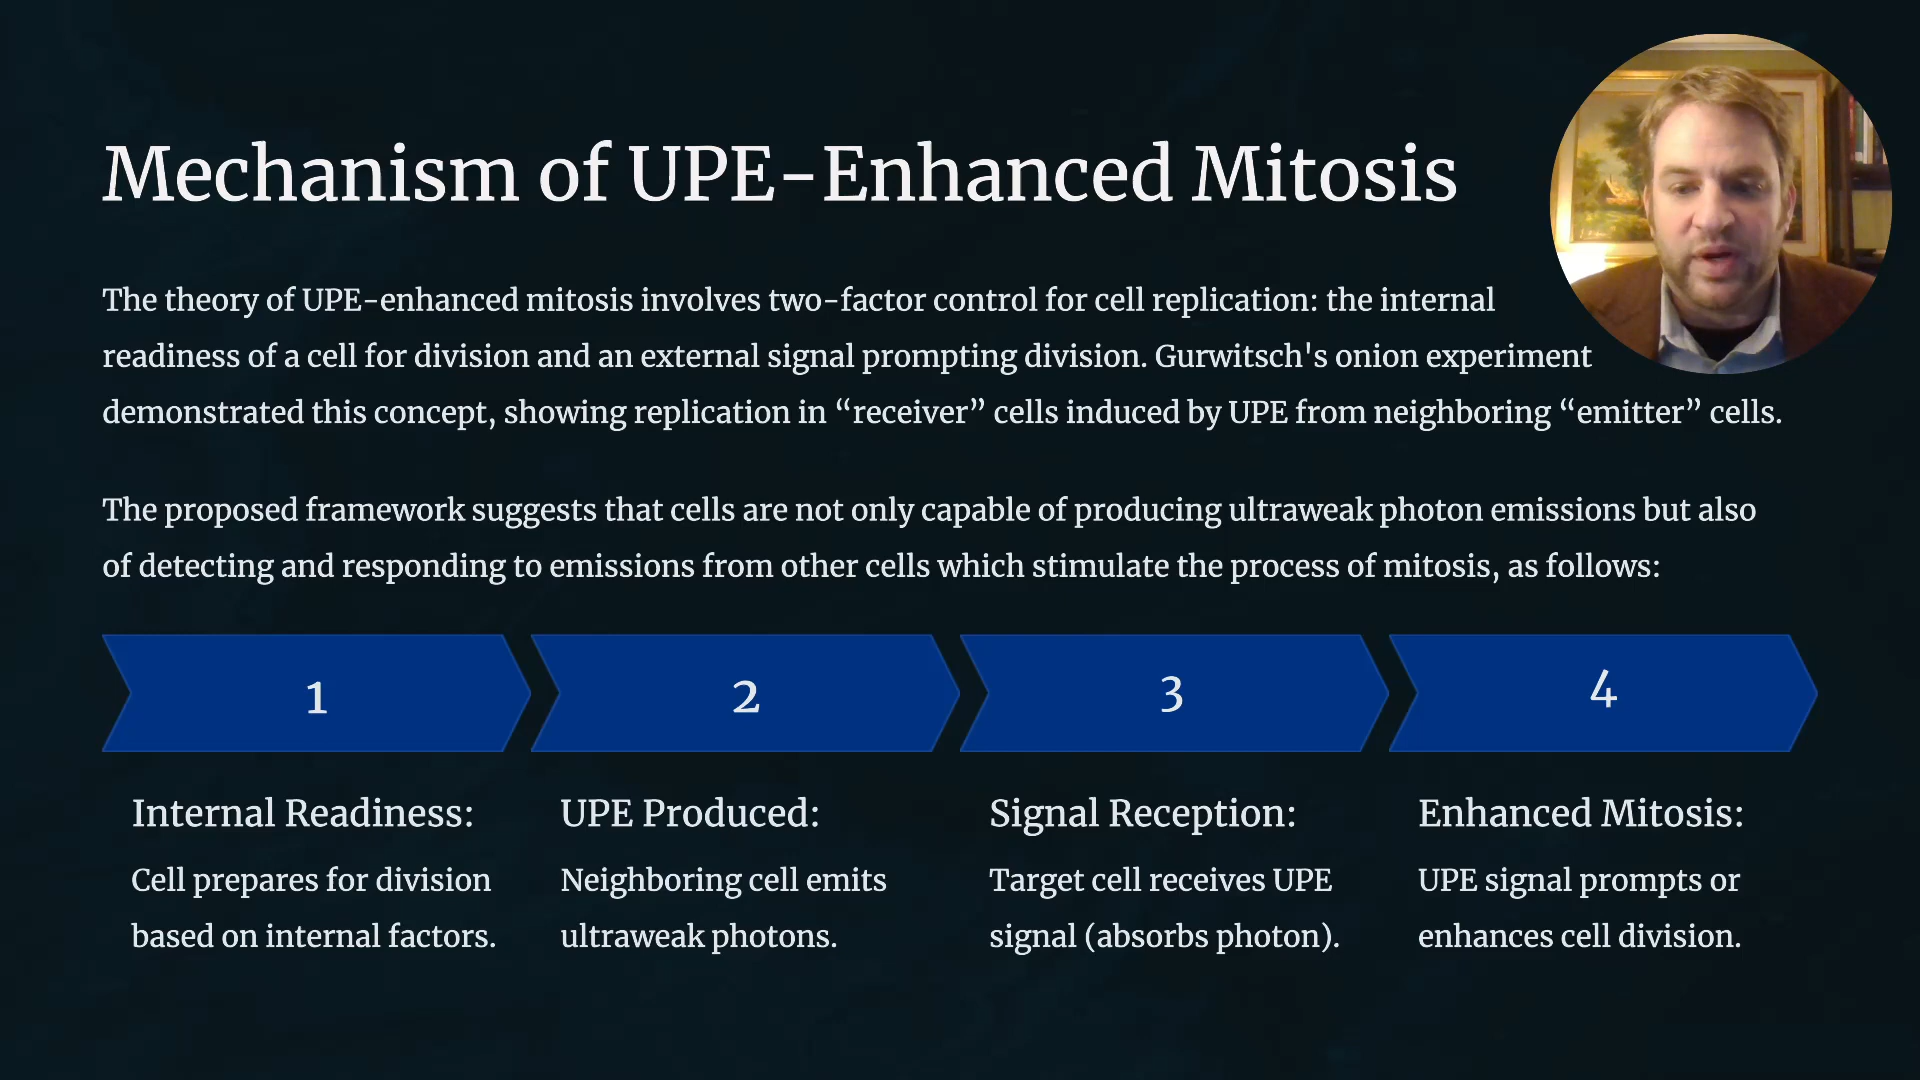 Mechanism of UPE-Enhanced Mitosis
The theory of UPE-enhanced mitosis involves two-factor control for cell replication: the internal
readiness of a cell for division and an external signal prompting division. Gurwitsch's onion experiment
demonstrated this concept, showing replication in “receiver” cells induced by UPE from neighboring “emitter” cells.
The proposed framework suggests that cells are not only capable of producing ultraweak photon emissions but also
of detecting and responding to emissions from other cells which stimulate the process of mitosis, as follows:
1
Internal Readiness:
Cell prepares for division
based on internal factors.
2
UPE Produced:
Neighboring cell emits
ultraweak photons.
3
Signal Reception:
Target cell receives UPE
signal (absorbs photon).
4
Enhanced Mitosis:
UPE signal prompts or
enhances cell division.